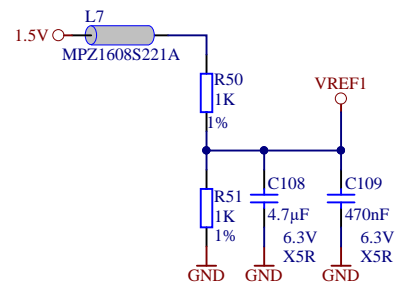 L7
1.5V
MPZ1608S221A
R50
1K
1%
VREF1
R51
1K
1%
C108
4.7µF
6.3V
X5R
C109
470nF
6.3V
X5R
GND
GND
GND